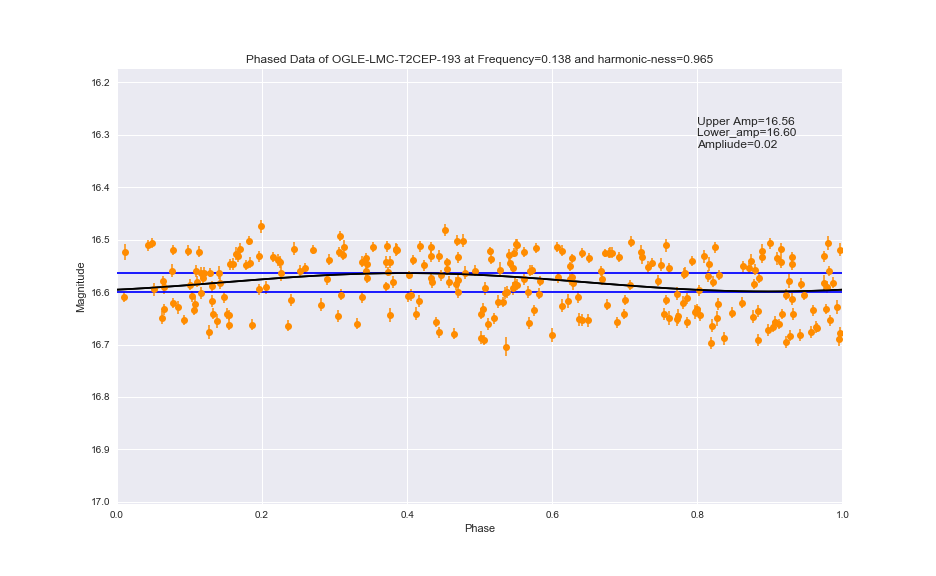 Phased Data of OGLE-LMC-T2CEP-193 at Frequency=0.138 and harmonic-ness=0.965
16.2
16.3
16.4
16.5
16.6
16.7
16.8
16.9
17.0
Magnitude
Upper Amp=16.56
Lower_amp=16.60
Ampliude=0.02
0.0 0.2 0.4 0.6 0.8 1.0
Phase